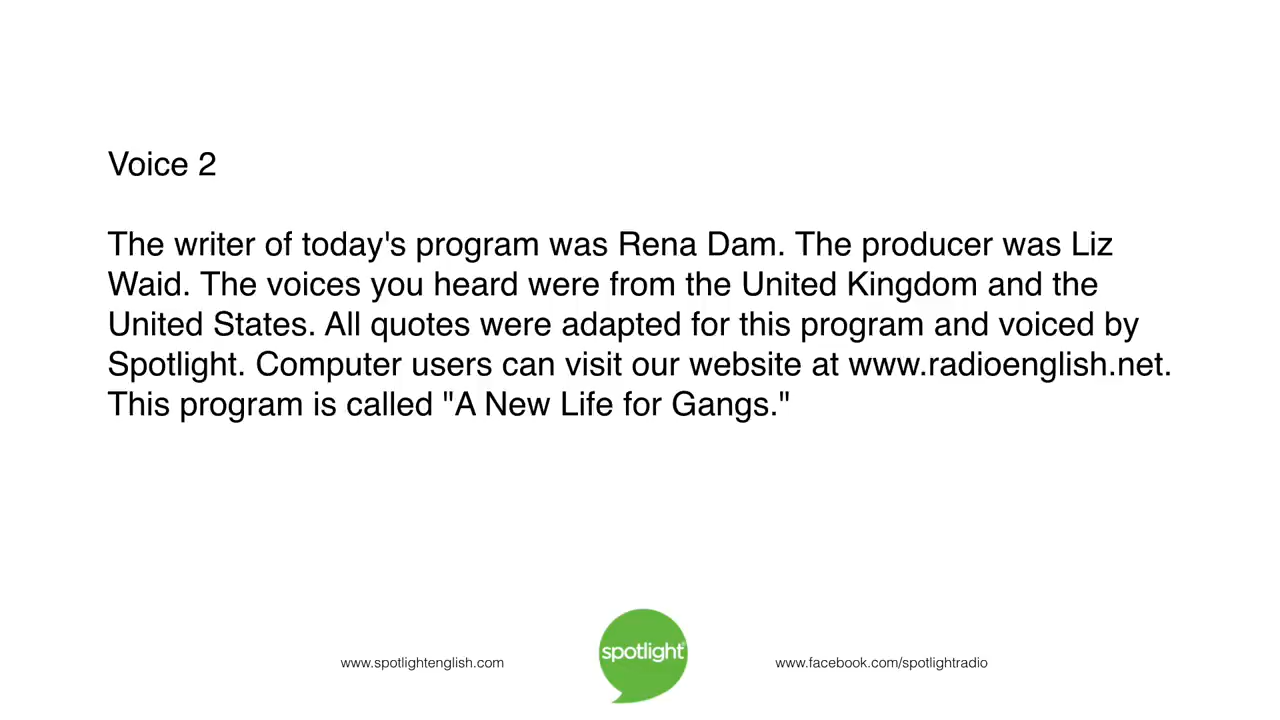 Voice 2
The writer of today's program was Rena Dam. The producer was Liz
Waid. The voices you heard were from the United Kingdom and the
United States. All quotes were adapted for this program and voiced by
Spotlight. Computer users can visit our website at www.radioenglish.net.
This program is called "A New Life for Gangs."
spotlight
www.spotlightenglish.com
www.facebook.com/spotlightradio